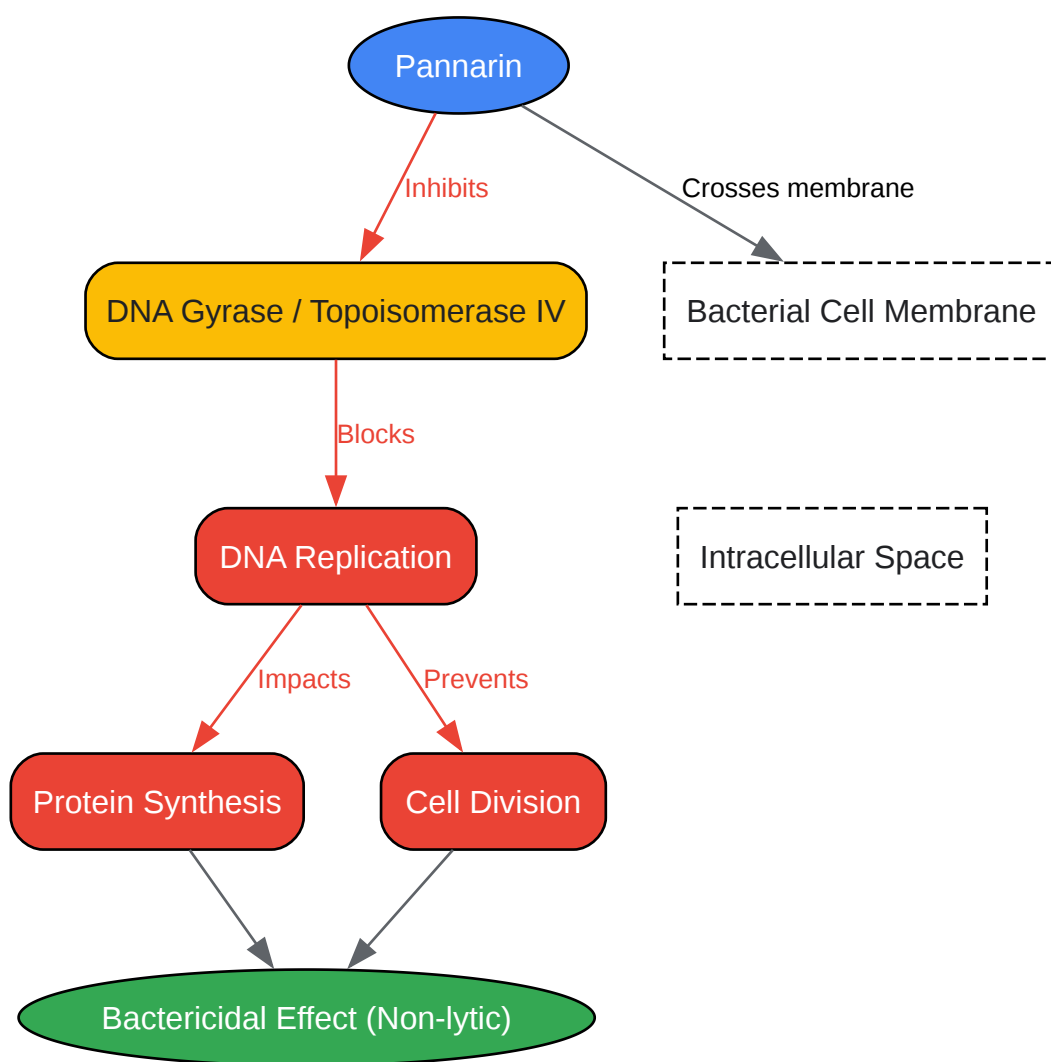 Pannarin
Inhibits
Crosses membrane
DNA Gyrase / Topoisomerase IV
Bacterial Cell Membrane
Blocks
DNA Replication
Intracellular Space
Impacts
Prevents
Protein Synthesis
Cell Division
Bactericidal Effect (Non-lytic)